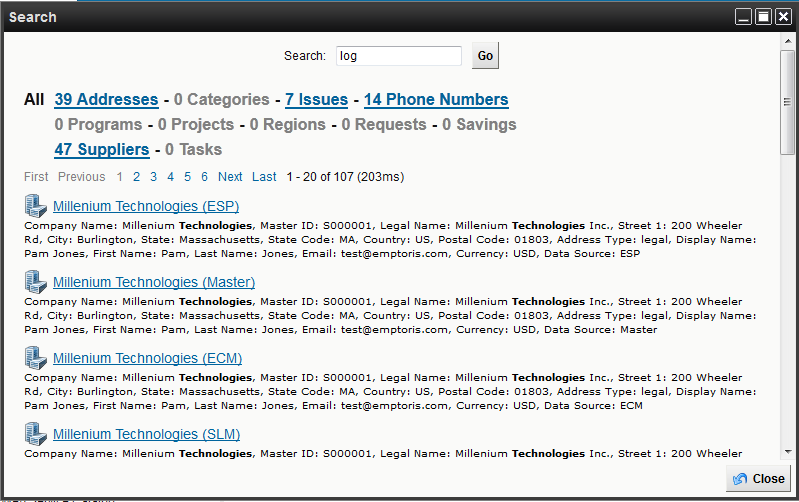 Search
Search: log Go
All 39 Addresses - 0 Categories - 7 Issues - 14 Phone Numbers
0 Programs - 0 Projects - 0 Regions - 0 Requests - 0 Savings
47 Suppliers - 0 Tasks
First Previous 1 2 3 4 5 6 Next Last 1 - 20 of 107 (203ms)
Millenium Technologies (ESP)
Company Name: Millenium Technologies, Master ID: S000001, Legal Name: Millenium Technologies Inc., Street 1: 200 Wheeler
Rd, City: Burlington, State: Massachusetts, State Code: MA, Country: US, Postal Code: 01803, Address Type: legal, Display Name:
Pam Jones, First Name: Pam, Last Name: Jones, Email: test@emptoris.com, Currency: USD, Data Source: ESP
Millenium Technologies (Master)
Company Name: Millenium Technologies, Master ID: S000001, Legal Name: Millenium Technologies Inc., Street 1: 200 Wheeler
Rd, City: Burlington, State: Massachusetts, State Code: MA, Country: US, Postal Code: 01803, Address Type: legal, Display Name:
Pam Jones, First Name: Pam, Last Name: Jones, Email: test@emptoris.com, Currency: USD, Data Source: Master
Millenium Technologies (ECM)
Company Name: Millenium Technologies, Master ID: S000001, Legal Name: Millenium Technologies Inc., Street 1: 200 Wheeler
Rd, City: Burlington, State: Massachusetts, State Code: MA, Country: US, Postal Code: 01803, Address Type: legal, Display Name:
Pam Jones, First Name: Pam, Last Name: Jones, Email: test@emptoris.com, Currency: USD, Data Source: ECM
Millenium Technologies (SLM)
Company Name: Millenium Technologies, Master ID: S000001, Legal Name: Millenium Technologies Inc., Street 1: 200 Wheeler
Close